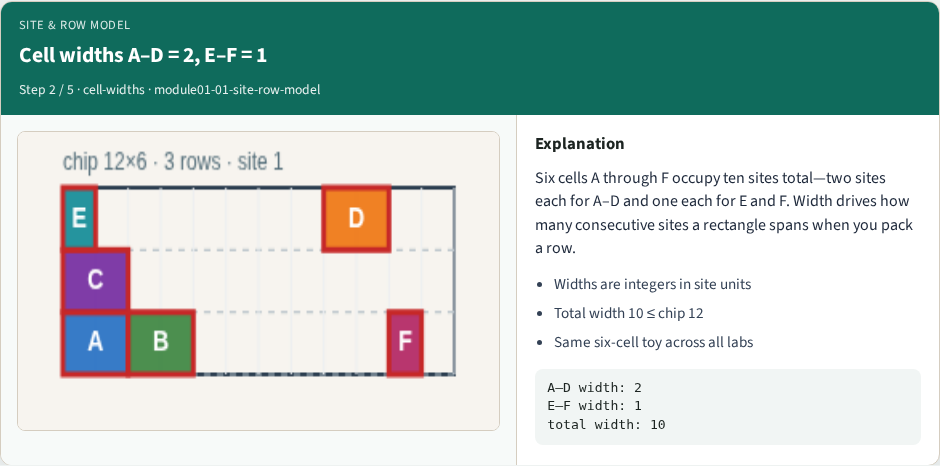 SITE & ROW MODEL
Cell widths A–D = 2, E–F = 1
Step 2 / 5 · cell-widths · module01-01-site-row-model
chip 12×6 · 3 rows · site 1
E
D
C
A
B
F
Explanation
Six cells A through F occupy ten sites total—two sites
each for A–D and one each for E and F. Width drives how
many consecutive sites a rectangle spans when you pack
a row.
• Widths are integers in site units
• Total width 10 ≤ chip 12
• Same six-cell toy across all labs
A–D width: 2
E–F width: 1
total width: 10